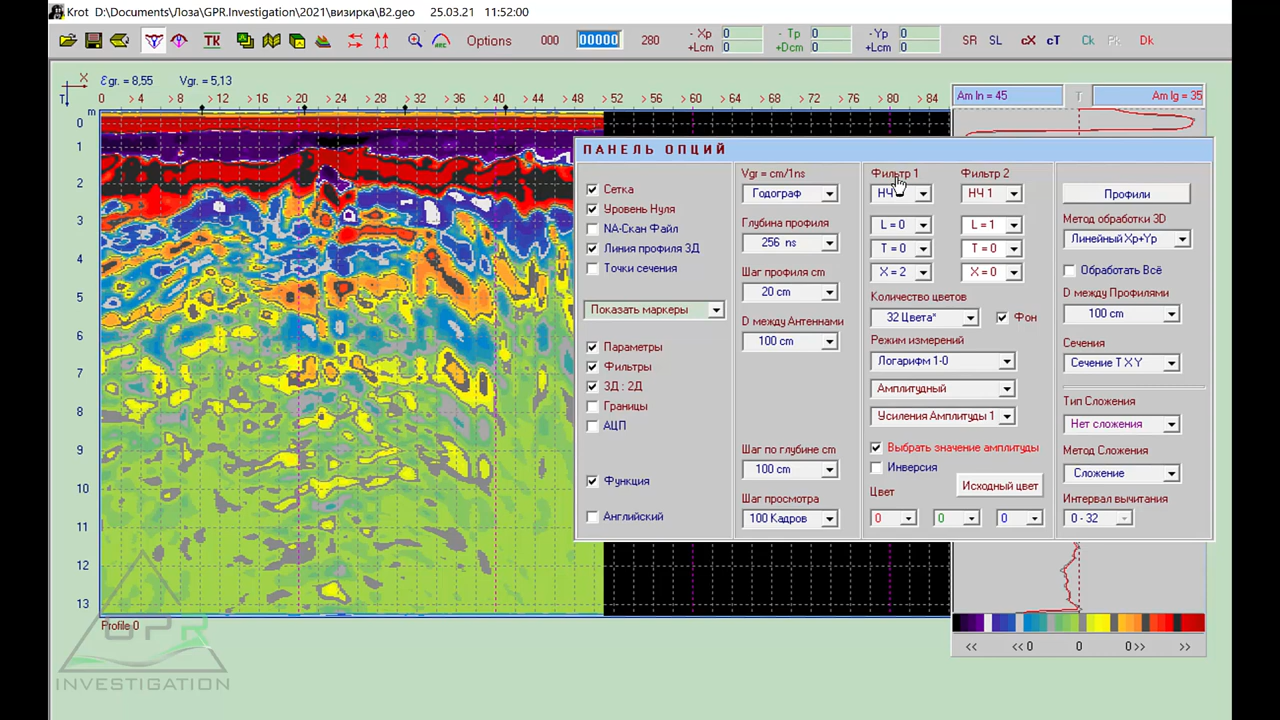 Krot D:\Documents\Лоза\GPR.Investigation\2021\визирка\B2.geo 25.03.21 11:52:00
TK Options 000 00000 280 - Xp 0 +Lcm 0 - Tp 0 +Dcm 0 - Yp 0 +Lcm 0 SR SL cX cT Ck Pk Dk
X T Ɛgr. = 8,55 Vgr. = 5,13
m 0 > 4 > 8 > 12 > 16 > 20 > 24 > 28 > 32 > 36 > 40 > 44 > 48 > 52 > 56 > 60 > 64 > 68 > 72 > 76 > 80 > 84
Am In = 45 T Am Ig = 35
0
1
2
3
4
5
6
7
8
9
10
11
12
13
ПАНЕЛЬ ОПЦИЙ
Сетка
Уровень Нуля
NA-Скан Файл
Линия профиля 3Д
Точки сечения
Показать маркеры
Параметры
Фильтры
3Д : 2Д
Границы
АЦП
Функция
Английский
Vgr = cm/1ns
Годограф
Глубина профиля
256 ns
Шаг профиля cm
20 cm
D между Антеннами
100 cm
Шаг по глубине cm
100 cm
Шаг просмотра
100 Кадров
Фильтр 1 Фильтр 2
НЧ НЧ 1
L = 0 L = 1
T = 0 T = 0
X = 2 X = 0
Количество цветов
32 Цвета" Фон
Режим измерений
Логарифм 1-0
Амплитудный
Усиления Амплитуды 1
Выбрать значение амплитуды
Инверсия
Цвет Исходный цвет
0 0 0
Профили
Метод обработки 3D
Линейный Xp+Yp
Обработать Всё
D между Профилями
100 cm
Сечения
Сечение T X Y
Тип Сложения
Нет сложения
Метод Сложения
Сложение
Интервал вычитания
0 - 32
Profile 0
<< << 0 0 0 >> >>
GPR
INVESTIGATION